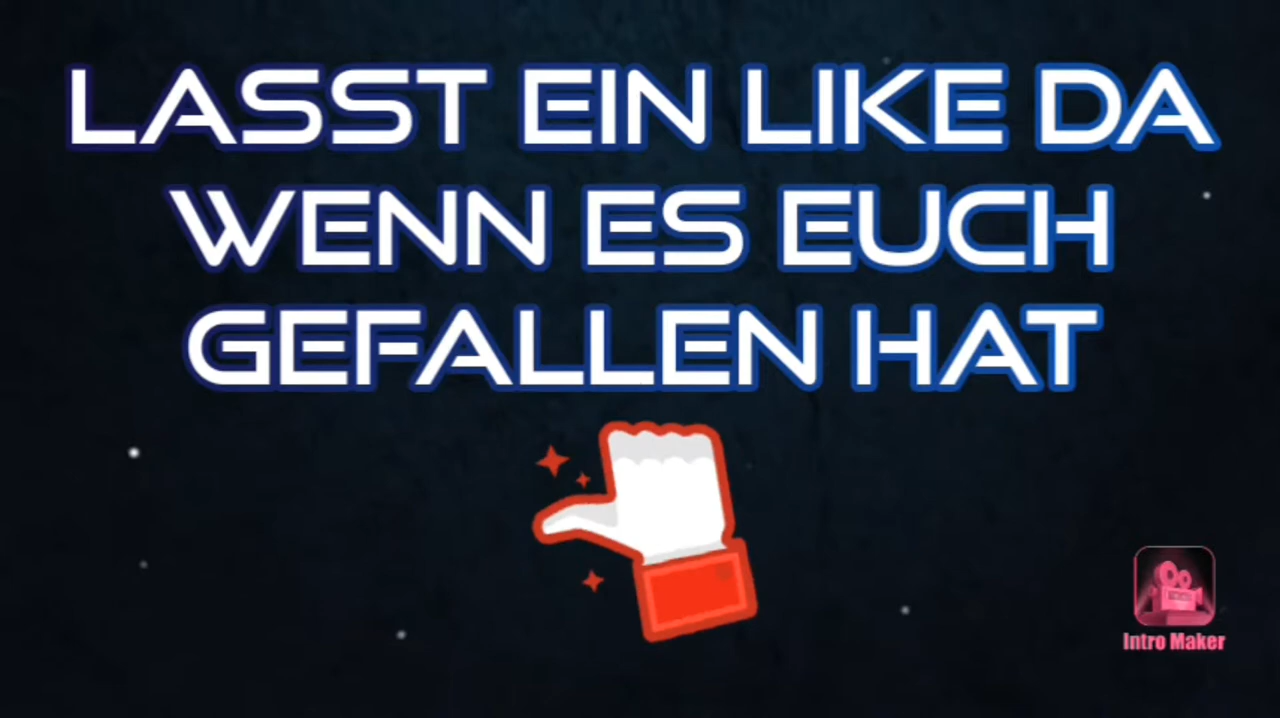 LASST EIN LIKE DA
WENN ES EUCH
GEFALLEN HAT
Intro Maker